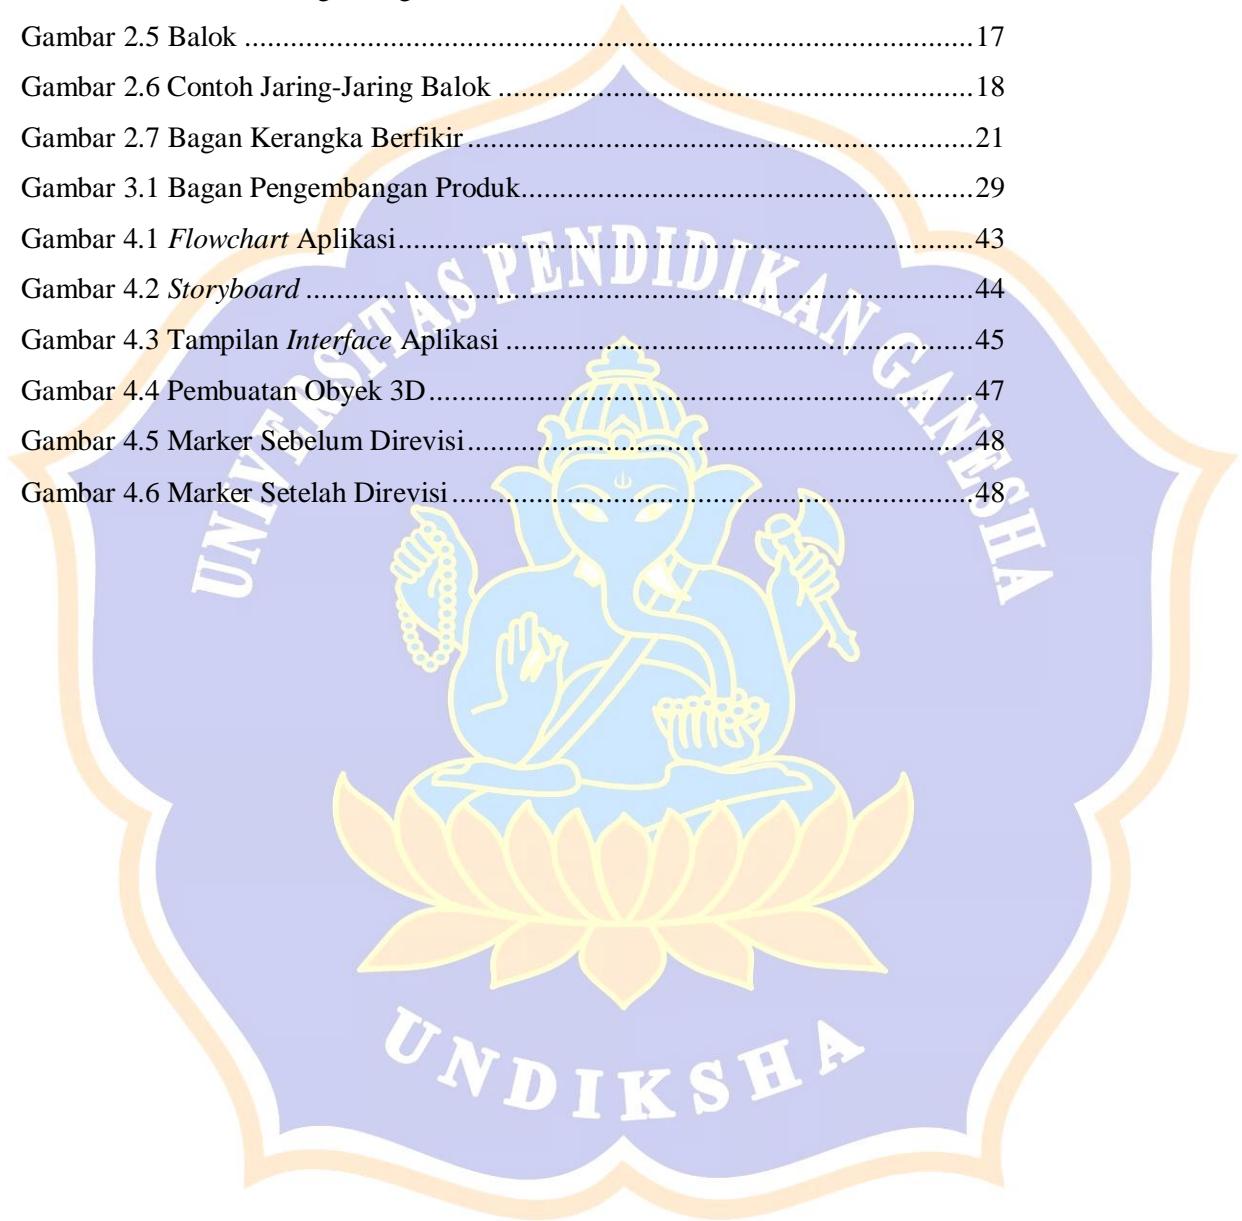 Gambar 2.5 Balok ........................................................................................................17
Gambar 2.6 Contoh Jaring-Jaring Balok .....................................................................18
Gambar 2.7 Bagan Kerangka Berfikir .........................................................................21
Gambar 3.1 Bagan Pengembangan Produk..................................................................29
Gambar 4.1 Flowchart Aplikasi...................................................................................43
Gambar 4.2 Storyboard ...............................................................................................44
Gambar 4.3 Tampilan Interface Aplikasi ....................................................................45
Gambar 4.4 Pembuatan Obyek 3D ..............................................................................47
Gambar 4.5 Marker Sebelum Direvisi.........................................................................48
Gambar 4.6 Marker Setelah Direvisi ...........................................................................48
UNIVERSITAS PENDIDIKAN GANESHA
UNDIKSHA